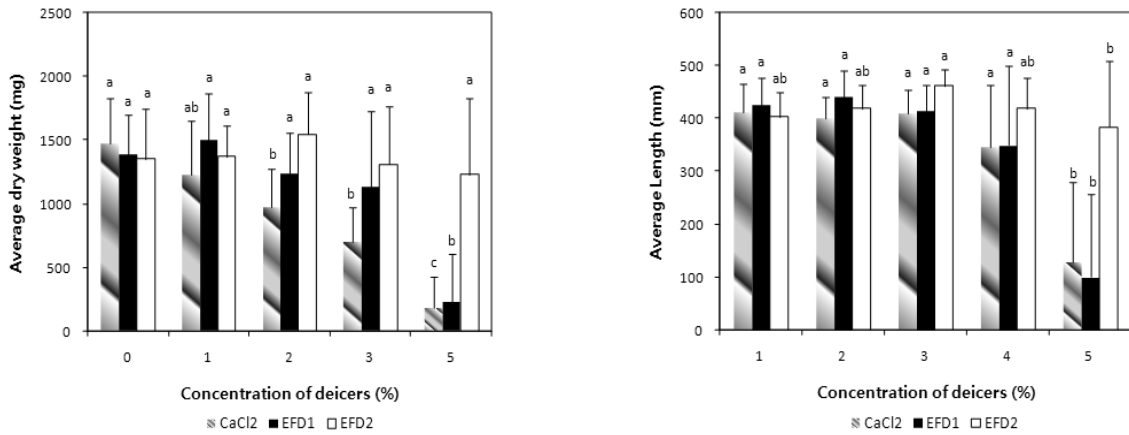 2500
2000
1500
1000
500
0
Average dry weight (mg)
a a a
ab a a
b a a
b a a
c b a
0 1 2 3 5
Concentration of deicers (%)
CaCl2 EFD1 EFD2
600
500
400
300
200
100
0
Average Length (mm)
a a ab
a a ab
a a a
a a ab
b b b
1 2 3 4 5
Concentration of deicers (%)
CaCl2 EFD1 EFD2